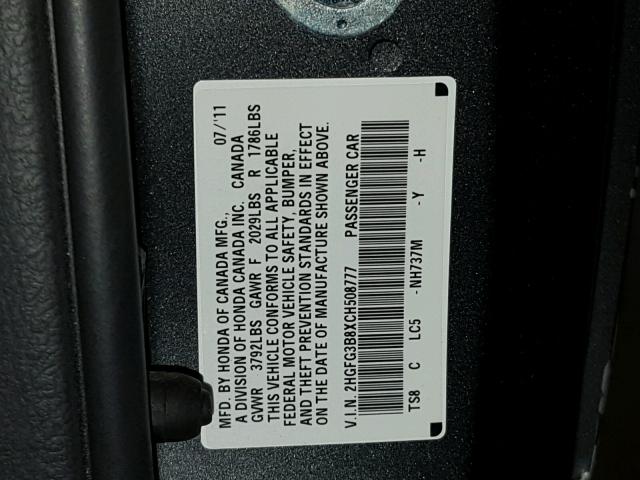 MFD. BY HONDA OF CANADA MFG., 07/'11
A DIVISION OF HONDA CANADA INC. CANADA
GVWR 3792LBS GAWR F 2029LBS R 1786LBS
THIS VEHICLE CONFORMS TO ALL APPLICABLE
FEDERAL MOTOR VEHICLE SAFETY, BUMPER,
AND THEFT PREVENTION STANDARDS IN EFFECT
ON THE DATE OF MANUFACTURE SHOWN ABOVE.
V.I.N. 2HGFG3B8XCH508777 PASSENGER CAR
TS8 C LC5 - NH737M -Y -H